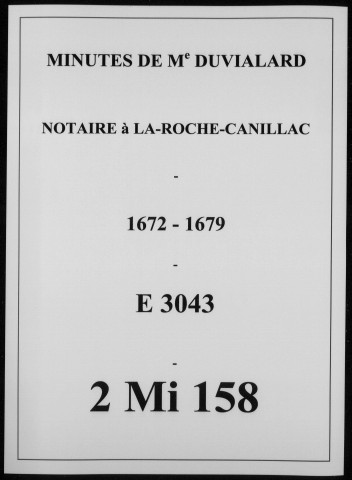 MINUTES DE Me DUVIALARD
NOTAIRE à LA-ROCHE-CANILLAC
-
1672 - 1679
-
E 3043
-
2 Mi 158